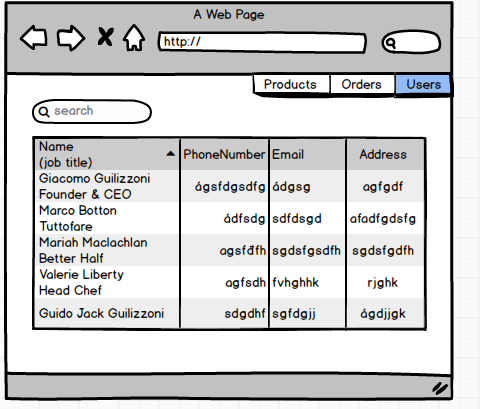 A Web Page
http://
Products Orders Users
search
Name
(job title) PhoneNumber Email Address
Giacomo Guilizzoni
Founder & CEO ágsfdgsdfg ádgsg agfgdf
Marco Botton
Tuttofare ádfsdg sdfdsgd afadfgdsfg
Mariah Maclachlan
Better Half agsfđfh sgdsfgsdfh sgdsfgdfh
Valerie Liberty
Head Chef agfsdh fvhghhk rjghk
Guido Jack Guilizzoni sdgdhf sgfdgjj ágdjjgk